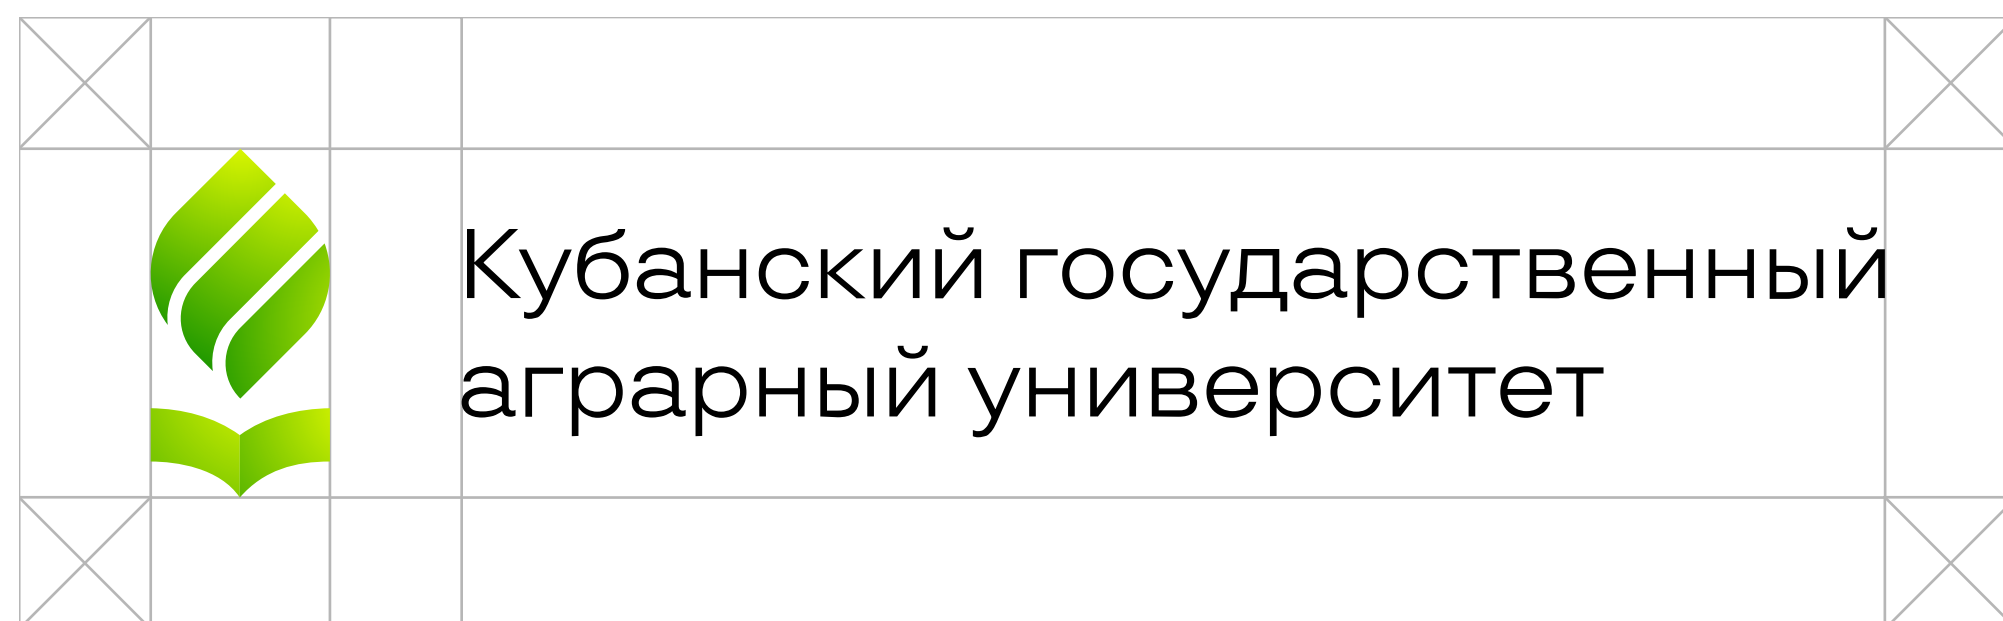 Кубанский государственный
аграрный университет